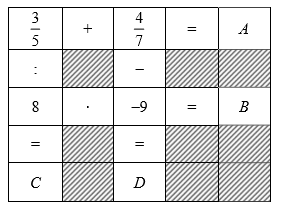 3/5 + 4/7 = A
: −
8 · −9 = B
= =
C D